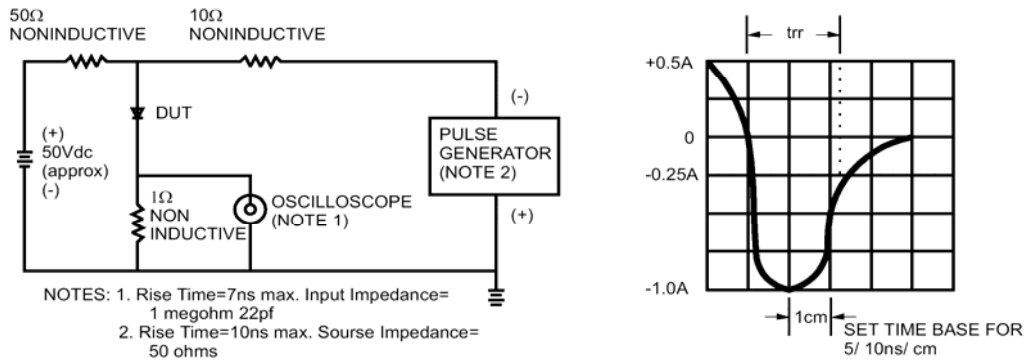 50Ω
NONINDUCTIVE
10Ω
NONINDUCTIVE
DUT
(+)
50Vdc
(approx)
(-)
1Ω
NON
INDUCTIVE
OSCILLOSCOPE
(NOTE 1)
(-)
PULSE
GENERATOR
(NOTE 2)
(+)
NOTES: 1. Rise Time=7ns max. Input Impedance=
1 megohm 22pf
2. Rise Time=10ns max. Sourse Impedance=
50 ohms
trr
+0.5A
0
-0.25A
-1.0A
1cm
SET TIME BASE FOR
5/ 10ns/ cm